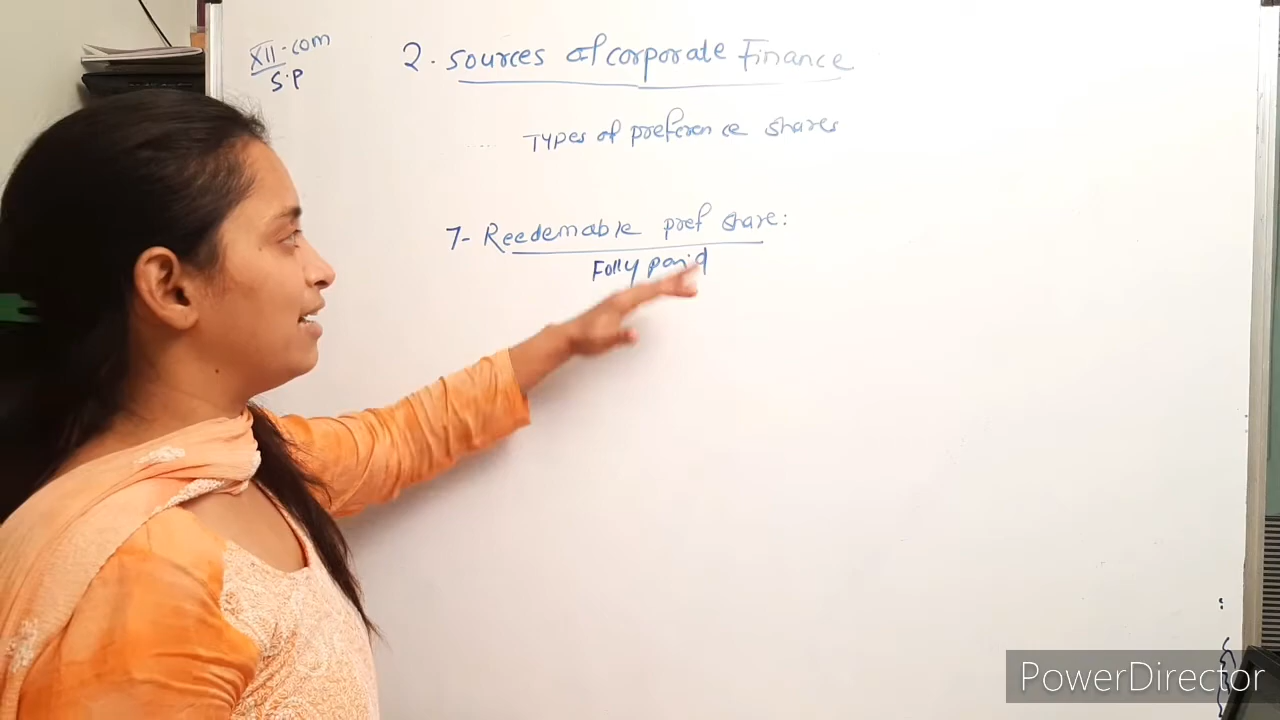 XII-com
S.P
2. Sources of corporate Finance
Types of preference shares
7- Reedemable pref share:
Fully paid
PowerDirector